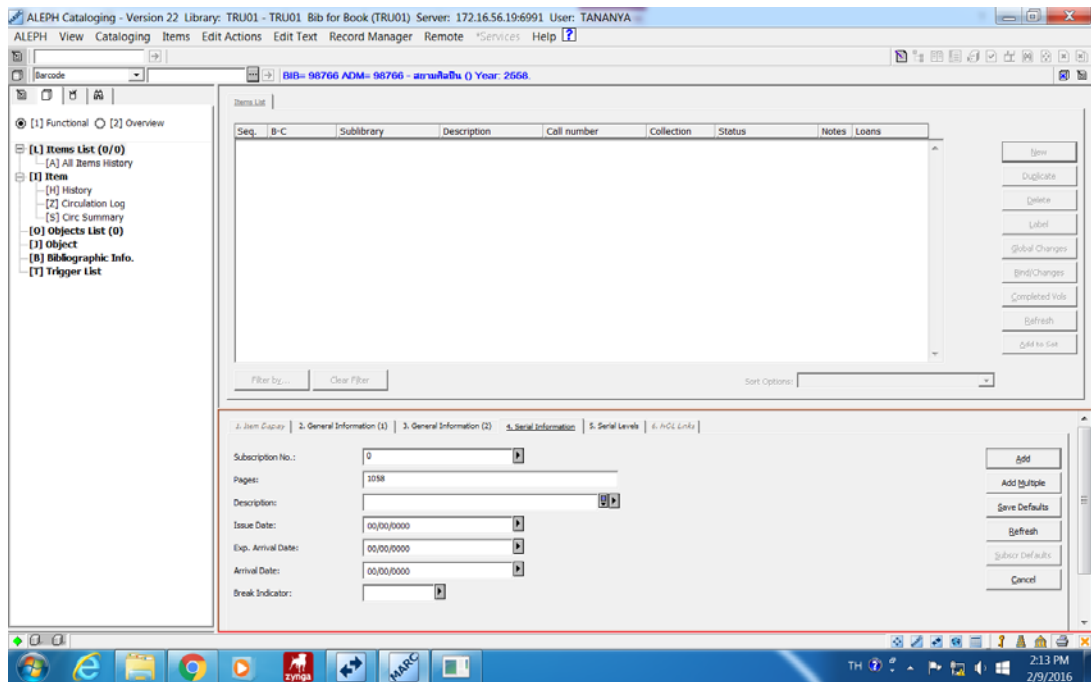 ALEPH Cataloging - Version 22 Library: TRU01 - TRU01 Bib for Book (TRU01) Server: 172.16.56.19:6991 User: TANANYA
ALEPH View Cataloging Items Edit Actions Edit Text Record Manager Remote *Services Help ?
Barcode BIB= 98766 ADM= 98766 - สยามศิลปิน () Year: 2558.
[1] Functional [2] Overview
[L] Items List (0/0)
[A] All Items History
[I] Item
[H] History
[Z] Circulation Log
[S] Circ Summary
[O] Objects List (0)
[J] Object
[B] Bibliographic Info.
[T] Trigger List
Items List
Seq. B-C Sublibrary Description Call number Collection Status Notes Loans
New
Duplicate
Delete
Label
Global Changes
Bind/Changes
Completed Vols
Refresh
Add to Set
Filter by... Clear Filter Sort Options:
1. Item Display 2. General Information (1) 3. General Information (2) 4. Serial Information 5. Serial Levels 6. HOL Links
Subscription No.: 0
Pages: 1058
Description:
Issue Date: 00/00/0000
Exp. Arrival Date: 00/00/0000
Arrival Date: 00/00/0000
Break Indicator:
Add
Add Multiple
Save Defaults
Refresh
Subscr Defaults
Cancel
zynga MARC TH 2:13 PM
2/9/2016